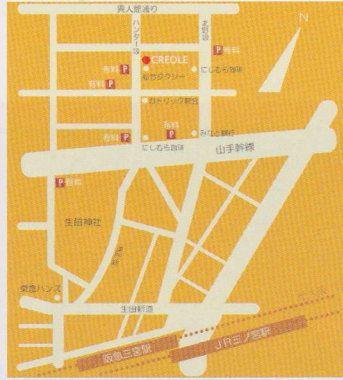 異人館通り
N
ハンター坂
北野坂
CREOLE
有料 P
P 有料
にしむら珈琲
有料 P
カトリック教会
有料
P
有料 P
みなと銀行
にしむら珈琲
山手幹線
P 有料
生田神社
東急ハンズ
生田新道
阪急三宮駅
JR三ノ宮駅